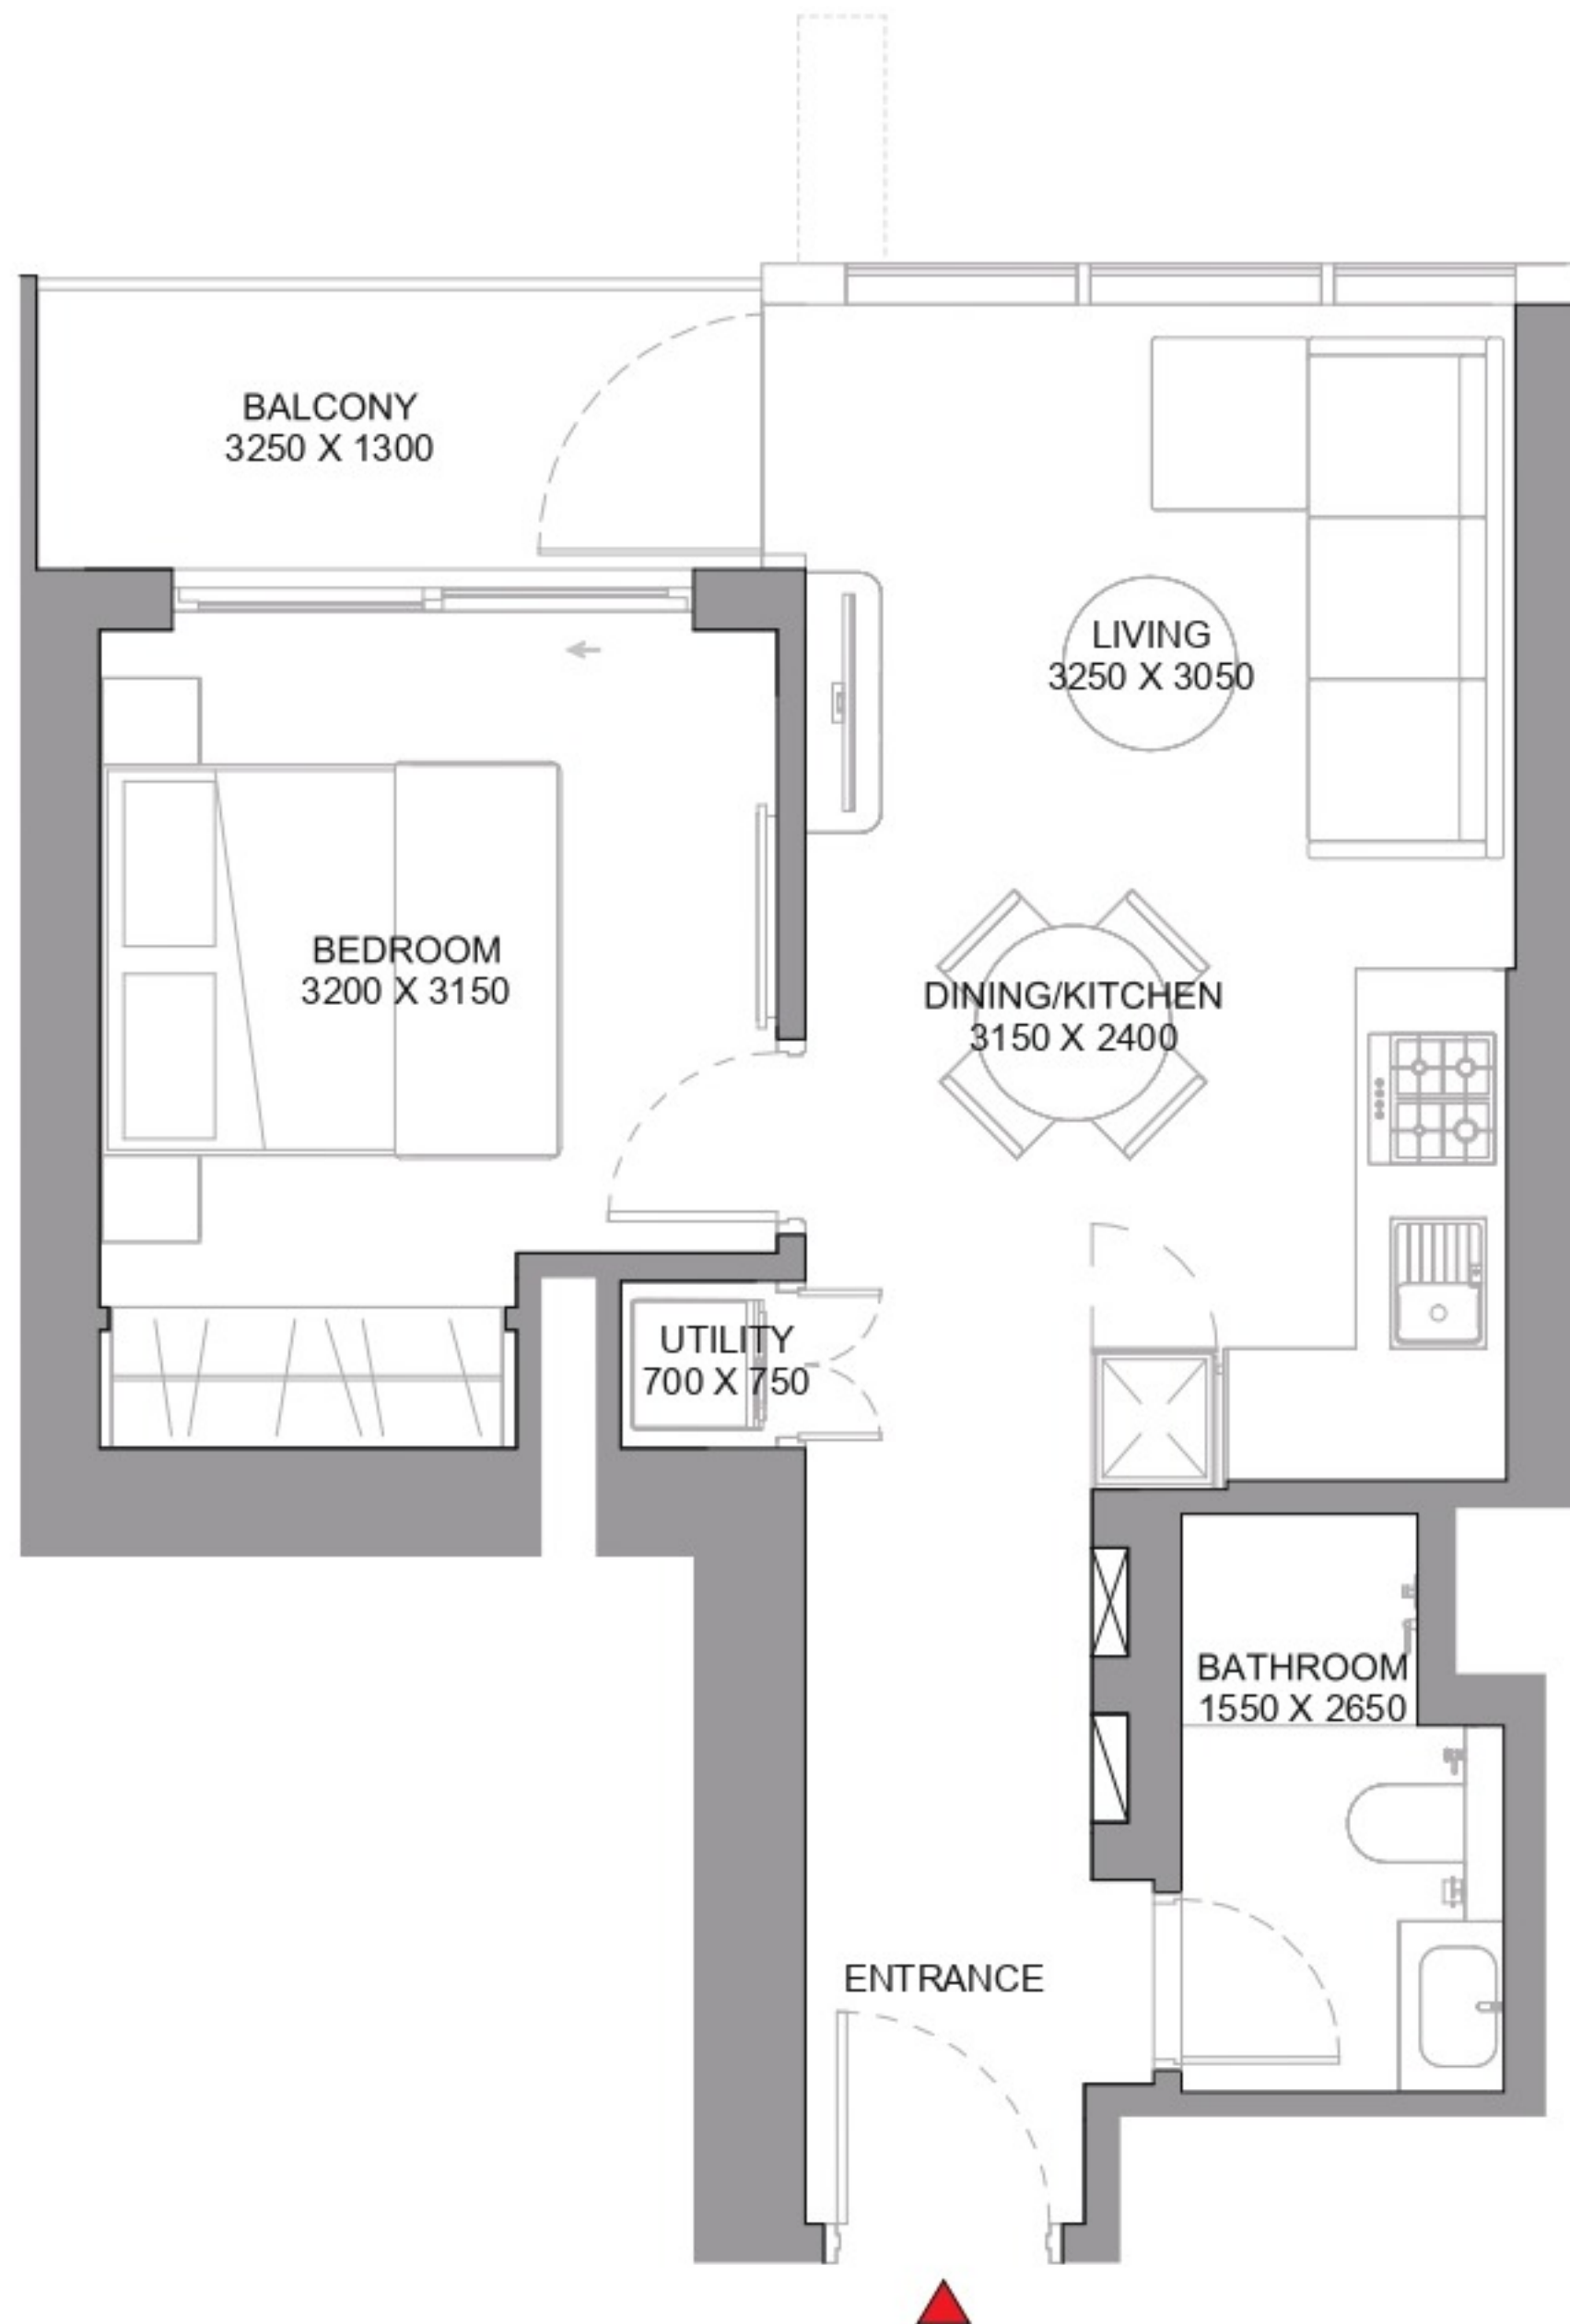 BALCONY
3250 X 1300
LIVING
3250 X 3050
BEDROOM
3200 X 3150
DINING/KITCHEN
3150 X 2400
UTILITY
700 X 750
BATHROOM
1550 X 2650
ENTRANCE